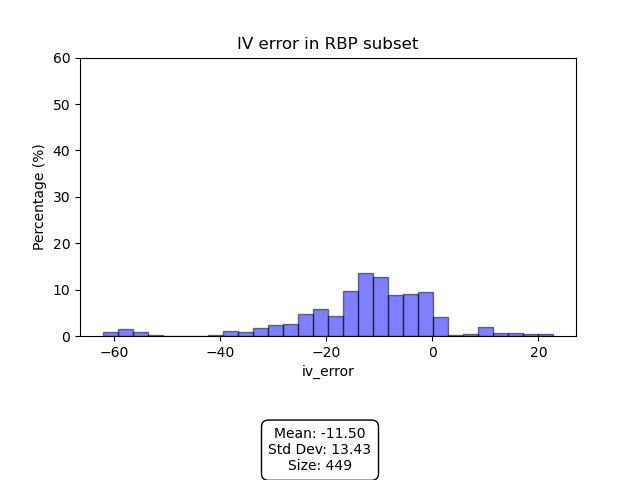 IV error in RBP subset
60
50
40
30
20
10
0
Percentage (%)
−60
−40
−20
0
20
iv_error
Mean: -11.50
Std Dev: 13.43
Size: 449